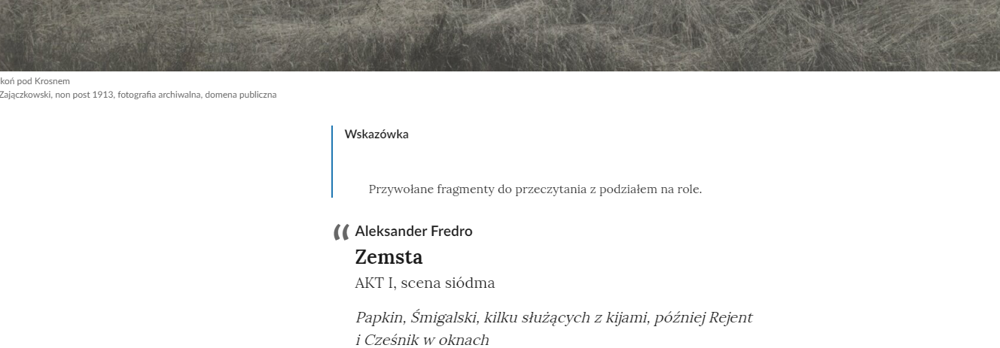 koń pod Krosnem
Zajączkowski, non post 1913, fotografia archiwalna, domena publiczna
Wskazówka
Przywołane fragmenty do przeczytania z podziałem na role.
“ Aleksander Fredro
Zemsta
AKT I, scena siódma
Papkin, Śmigalski, kilku służących z kijami, później Rejent
i Cześnik w oknach